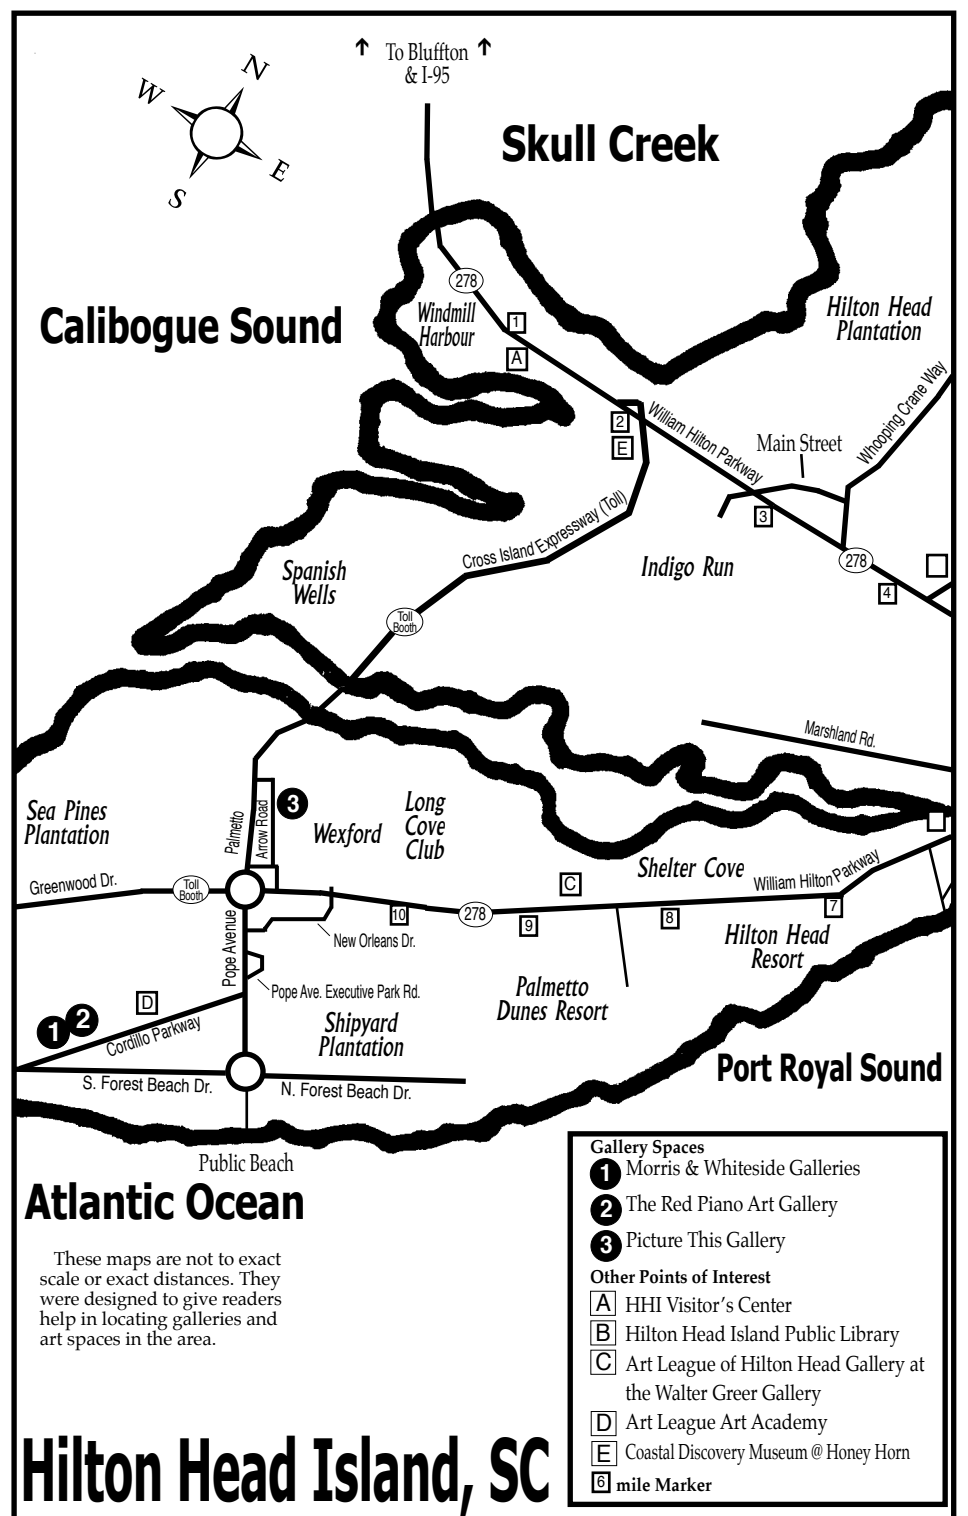 To Bluffton
& I-95
N
W
E
S
Skull Creek
278
Windmill
Harbour
1
A
Calibogue Sound
Hilton Head
Plantation
Whooping Crane Way
2
E
William Hilton Parkway
Main Street
3
Cross Island Expressway (Toll)
Indigo Run
278
4
Spanish
Wells
Toll
Booth
Marshland Rd.
Sea Pines
Plantation
Palmetto
Arrow Road
3
Wexford
Long
Cove
Club
Shelter Cove
William Hilton Parkway
Greenwood Dr.
Toll
Booth
C
10
278
9
8
7
New Orleans Dr.
Pope Avenue
Hilton Head
Resort
Pope Ave. Executive Park Rd.
Palmetto
Dunes Resort
D
1
2
Cordillo Parkway
Shipyard
Plantation
Port Royal Sound
S. Forest Beach Dr.
N. Forest Beach Dr.
Public Beach
Atlantic Ocean
These maps are not to exact
scale or exact distances. They
were designed to give readers
help in locating galleries and
art spaces in the area.
Gallery Spaces
1 Morris & Whiteside Galleries
2 The Red Piano Art Gallery
3 Picture This Gallery
Other Points of Interest
A HHI Visitor's Center
B Hilton Head Island Public Library
C Art League of Hilton Head Gallery at
the Walter Greer Gallery
D Art League Art Academy
E Coastal Discovery Museum @ Honey Horn
6 mile Marker
Hilton Head Island, SC